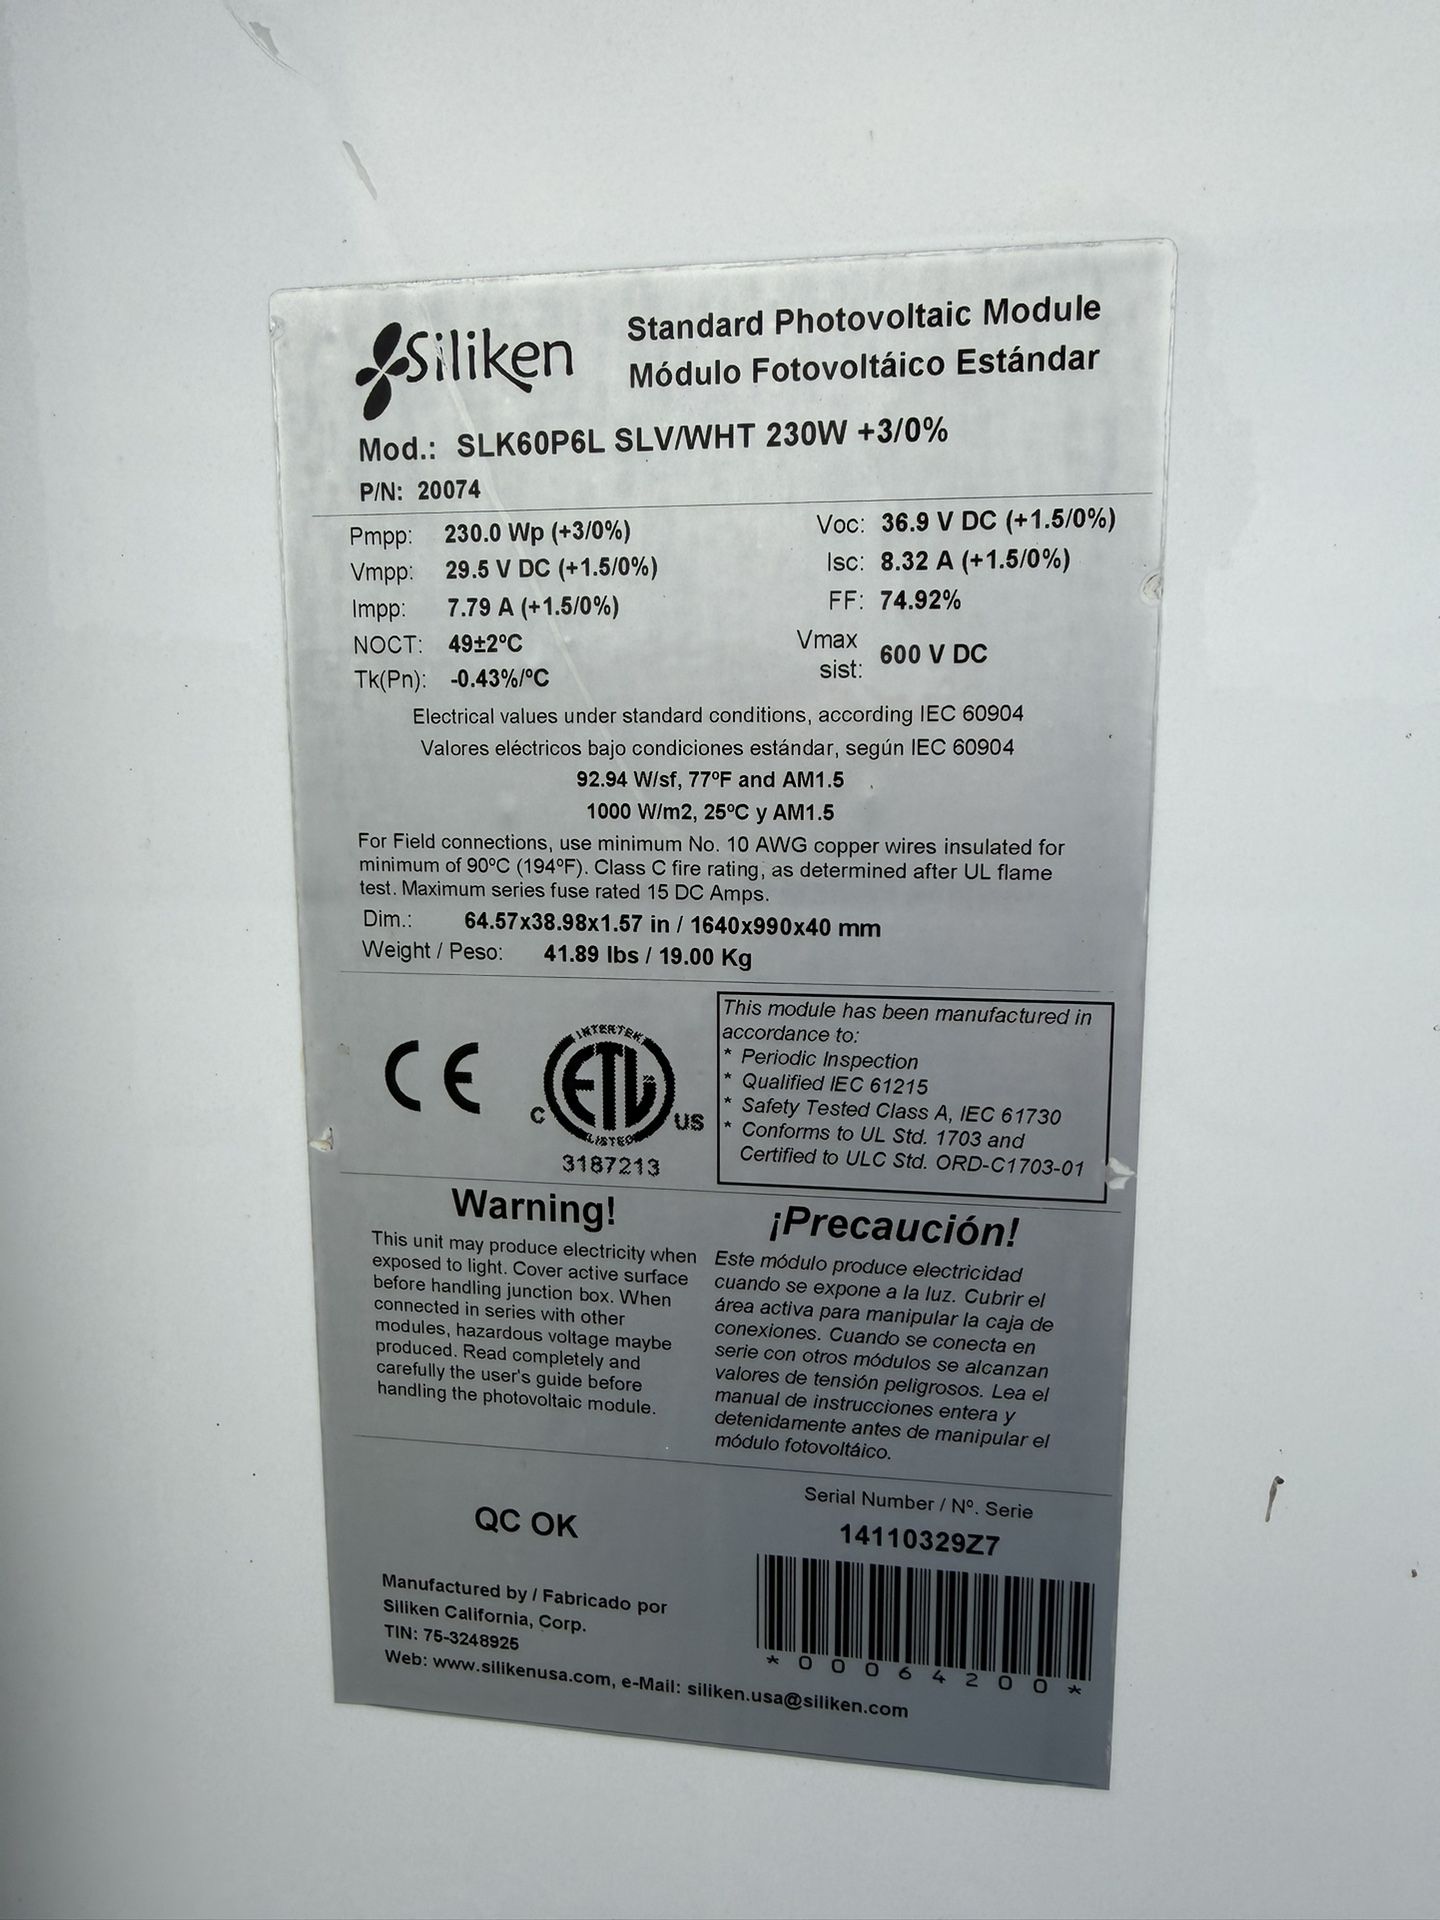 Siliken
Standard Photovoltaic Module
Módulo Fotovoltáico Estándar
Mod.: SLK60P6L SLV/WHT 230W +3/0%
P/N: 20074
Pmpp: 230.0 Wp (+3/0%)
Vmpp: 29.5 V DC (+1.5/0%)
Impp: 7.79 A (+1.5/0%)
NOCT: 49±2ºC
Tk(Pn): -0.43%/ºC
Voc: 36.9 V DC (+1.5/0%)
Isc: 8.32 A (+1.5/0%)
FF: 74.92%
Vmax
sist: 600 V DC
Electrical values under standard conditions, according IEC 60904
Valores eléctricos bajo condiciones estándar, según IEC 60904
92.94 W/sf, 77ºF and AM1.5
1000 W/m2, 25ºC y AM1.5
For Field connections, use minimum No. 10 AWG copper wires insulated for
minimum of 90ºC (194ºF). Class C fire rating, as determined after UL flame
test. Maximum series fuse rated 15 DC Amps.
Dim.: 64.57x38.98x1.57 in / 1640x990x40 mm
Weight / Peso: 41.89 lbs / 19.00 Kg
CE
INTERTEK
C ETL US
LISTED
3187213
This module has been manufactured in
accordance to:
* Periodic Inspection
* Qualified IEC 61215
* Safety Tested Class A, IEC 61730
* Conforms to UL Std. 1703 and
Certified to ULC Std. ORD-C1703-01
Warning!
This unit may produce electricity when
exposed to light. Cover active surface
before handling junction box. When
connected in series with other
modules, hazardous voltage maybe
produced. Read completely and
carefully the user's guide before
handling the photovoltaic module.
¡Precaución!
Este módulo produce electricidad
cuando se expone a la luz. Cubrir el
área activa para manipular la caja de
conexiones. Cuando se conecta en
serie con otros módulos se alcanzan
valores de tensión peligrosos. Lea el
manual de instrucciones entera y
detenidamente antes de manipular el
módulo fotovoltáico.
QC OK
Serial Number / Nº. Serie
14110329Z7
*00064200*
Manufactured by / Fabricado por
Siliken California, Corp.
TIN: 75-3248925
Web: www.silikenusa.com, e-Mail: siliken.usa@siliken.com